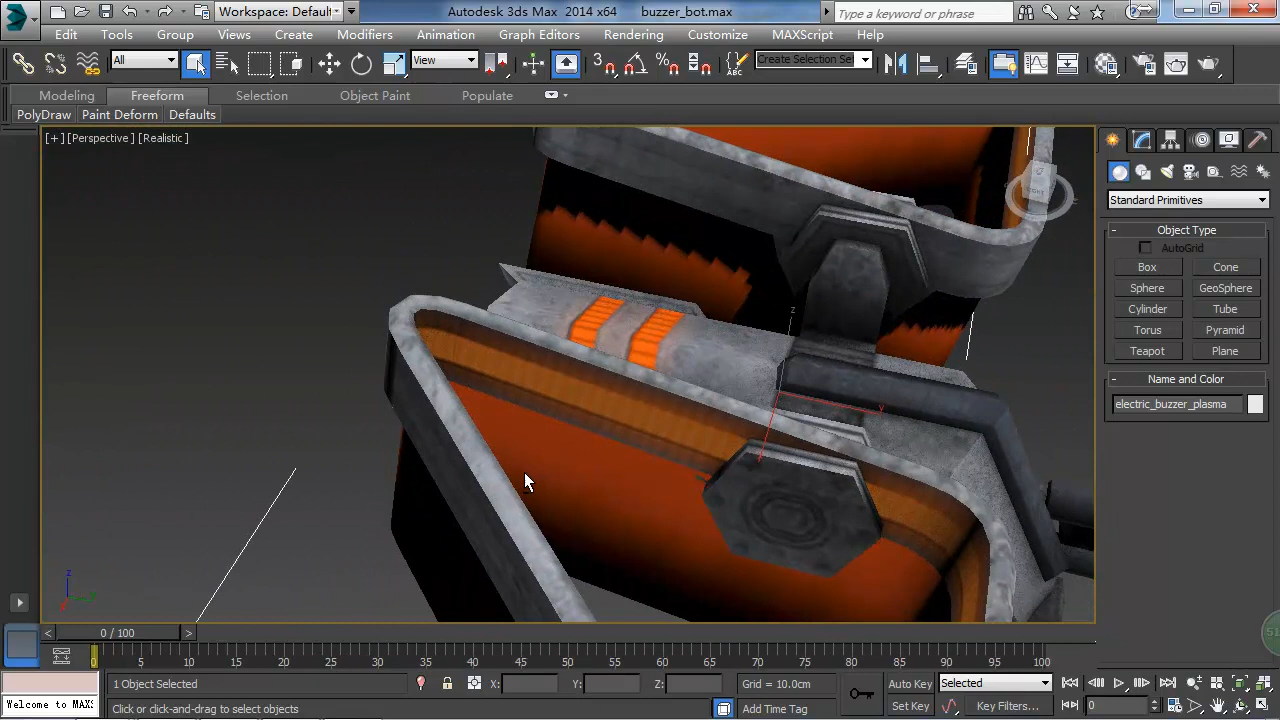 Workspace: Default
Autodesk 3ds Max 2014 x64 buzzer_bot.max
Type a keyword or phrase
Edit Tools Group Views Create Modifiers Animation Graph Editors Rendering Customize MAXScript Help
All
View
Create Selection Set
Modeling Freeform Selection Object Paint Populate
PolyDraw Paint Deform Defaults
[+][Perspective][Realistic]
Standard Primitives
- Object Type
AutoGrid
Box Cone
Sphere GeoSphere
Cylinder Tube
Torus Pyramid
Teapot Plane
- Name and Color
electric_buzzer_plasma
z
y
z
< 0 / 100 >
0 5 10 15 20 25 30 35 40 45 50 55 60 65 70 75 80 85 90 95 100
1 Object Selected X: Y: Z: Grid = 10.0cm Auto Key Selected
Welcome to MAX: Click or click-and-drag to select objects Add Time Tag Set Key Key Filters... 0